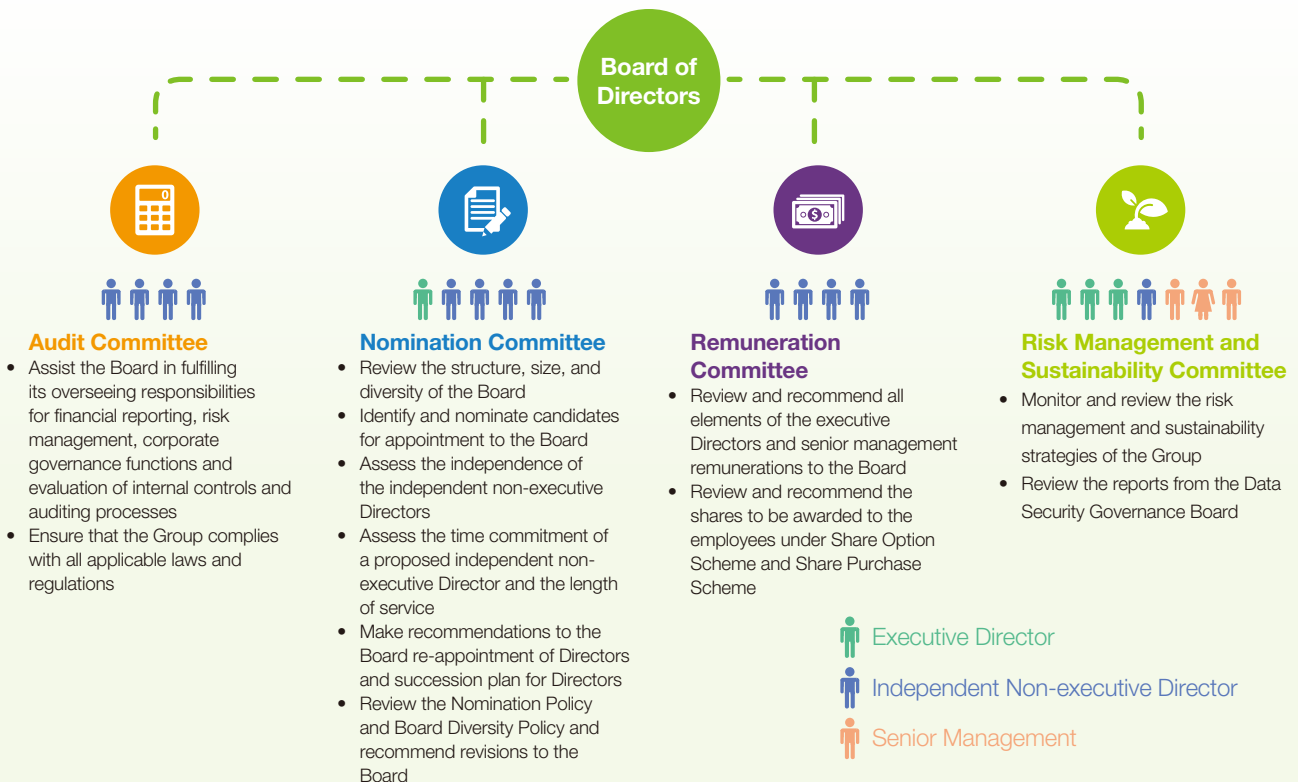 Board of
Directors
0
$
Audit Committee
• Assist the Board in fulfilling
its overseeing responsibilities
for financial reporting, risk
management, corporate
governance functions and
evaluation of internal controls and
auditing processes
• Ensure that the Group complies
with all applicable laws and
regulations
Nomination Committee
• Review the structure, size, and
diversity of the Board
• Identify and nominate candidates
for appointment to the Board
• Assess the independence of
the independent non-executive
Directors
• Assess the time commitment of
a proposed independent non-
executive Director and the length
of service
• Make recommendations to the
Board re-appointment of Directors
and succession plan for Directors
• Review the Nomination Policy
and Board Diversity Policy and
recommend revisions to the
Board
Remuneration
Committee
• Review and recommend all
elements of the executive
Directors and senior management
remunerations to the Board
• Review and recommend the
shares to be awarded to the
employees under Share Option
Scheme and Share Purchase
Scheme
Risk Management and
Sustainability Committee
• Monitor and review the risk
management and sustainability
strategies of the Group
• Review the reports from the Data
Security Governance Board
Executive Director
Independent Non-executive Director
Senior Management